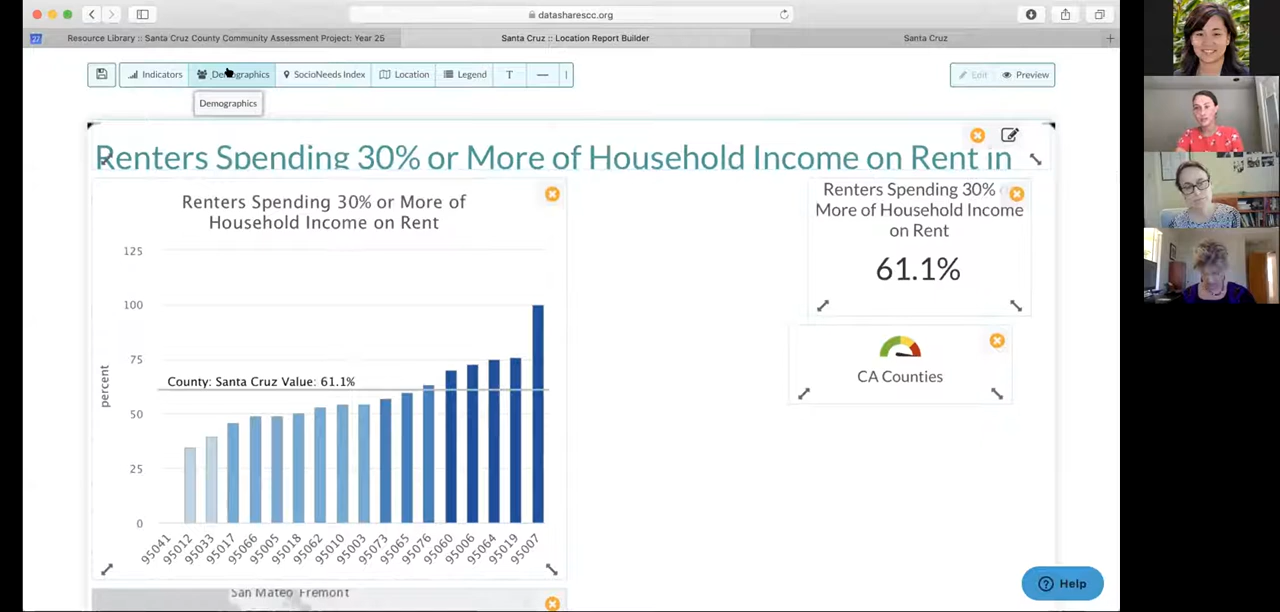 datasharescc.org
27
Resource Library :: Santa Cruz County Community Assessment Project: Year 25
Santa Cruz :: Location Report Builder
Santa Cruz
Indicators
Demographics
SocioNeeds Index
Location
Legend
T
Edit
Preview
Demographics
Renters Spending 30% or More of Household Income on Rent in
Renters Spending 30% or More of
Household Income on Rent
125
100
75
50
25
0
percent
County: Santa Cruz Value: 61.1%
95041
95012
95033
95017
95066
95005
95018
95062
95010
95003
95073
95065
95076
95060
95006
95064
95019
95007
Renters Spending 30%
More of Household Income
on Rent
61.1%
CA Counties
San Mateo Fremont
Help